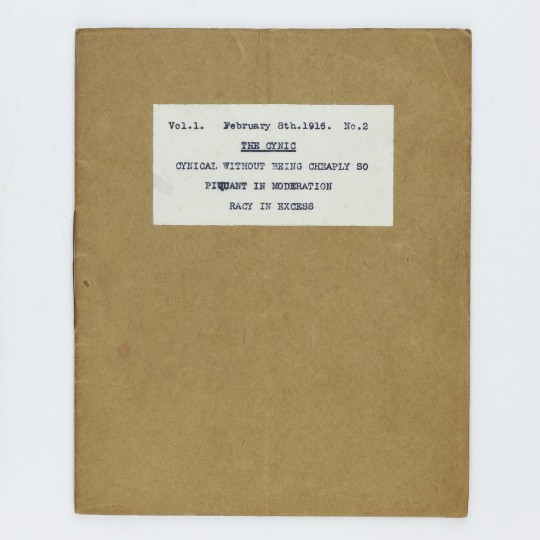 Vol.1. February 8th.1916. No.2
THE CYNIC
CYNICAL WITHOUT BEING CHEAPLY SO
PIQUANT IN MODERATION
RACY IN EXCESS